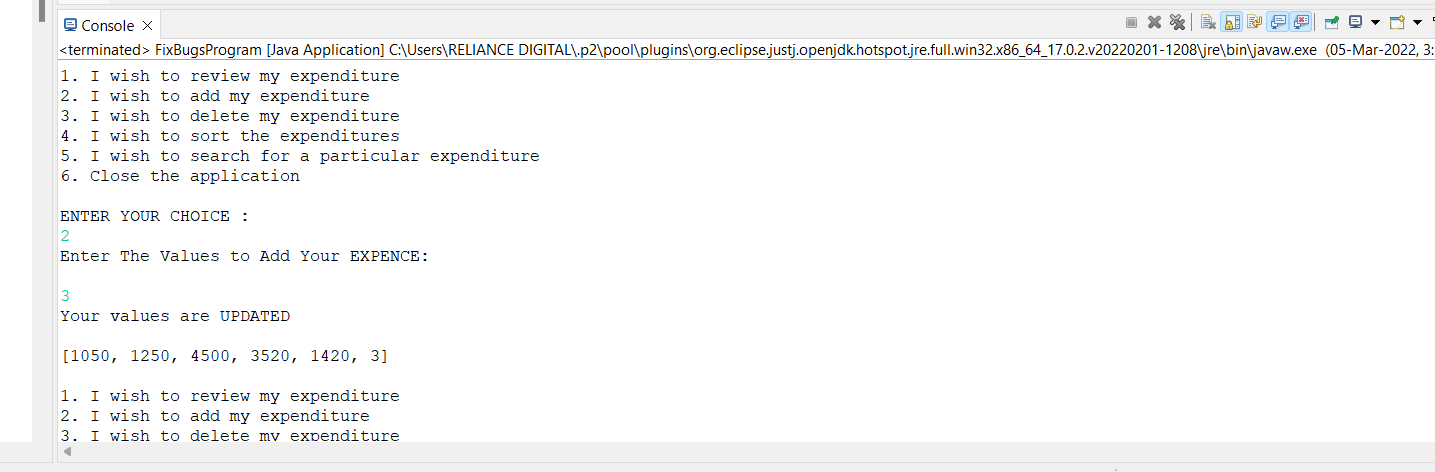 Console
<terminated> FixBugsProgram [Java Application] C:\Users\RELIANCE DIGITAL\.p2\pool\plugins\org.eclipse.justj.openjdk.hotspot.jre.full.win32.x86_64_17.0.2.v20220201-1208\jre\bin\javaw.exe (05-Mar-2022, 3:
1. I wish to review my expenditure
2. I wish to add my expenditure
3. I wish to delete my expenditure
4. I wish to sort the expenditures
5. I wish to search for a particular expenditure
6. Close the application
ENTER YOUR CHOICE :
2
Enter The Values to Add Your EXPENCE:
3
Your values are UPDATED
[1050, 1250, 4500, 3520, 1420, 3]
1. I wish to review my expenditure
2. I wish to add my expenditure
3. I wish to delete my expenditure